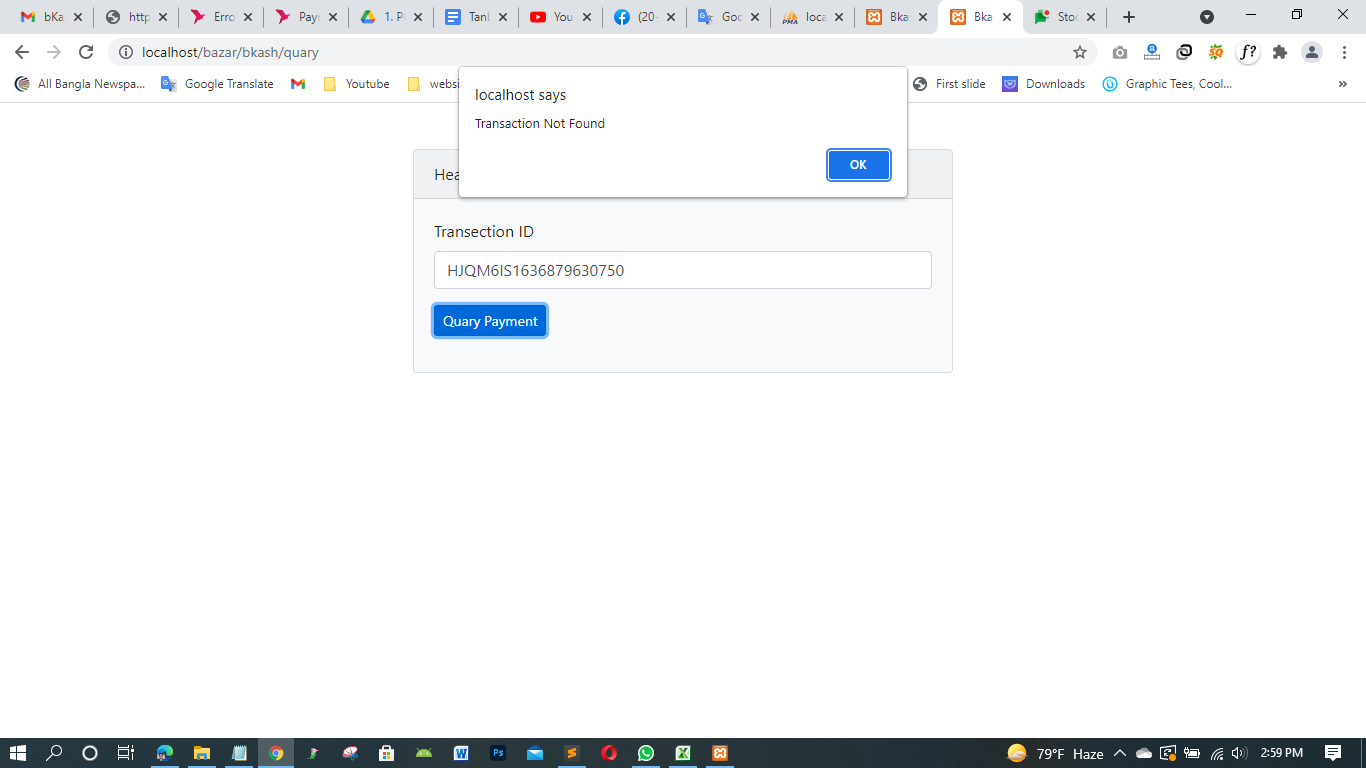 bKa
http
Erro
Payı
1. P
Tanl
You
(20
Goo
loca
Bka
Bka
Sto
localhost/bazar/bkash/quary
f?
All Bangla Newspa...
Google Translate
Youtube
websi
First slide
Downloads
Graphic Tees, Cool...
»
localhost says
Transaction Not Found
OK
Hea
Transection ID
HJQM6IS1636879630750
Quary Payment
79°F Haze
2:59 PM